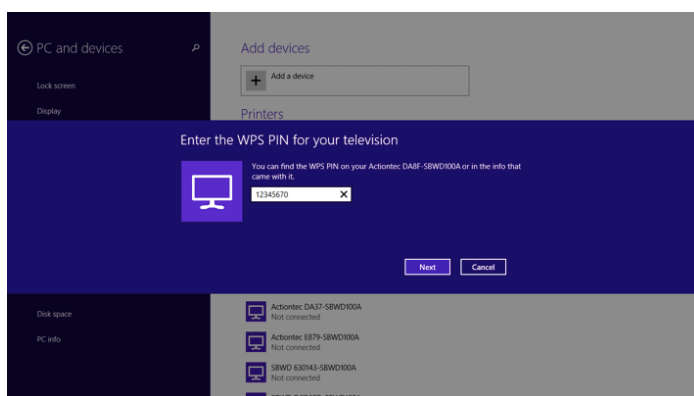 PC and devices
Lock screen
Display
Add devices
Add a device
Printers
Enter the WPS PIN for your television
You can find the WPS PIN on your Actiontec DA8F-SBWD100A or in the info that
came with it.
12345670
Next
Cancel
Disk space
PC info
Actiontec DA37-SBWD100A
Not connected
Actiontec E879-SBWD100A
Not connected
SBWD 630143-SBWD100A
Not connected